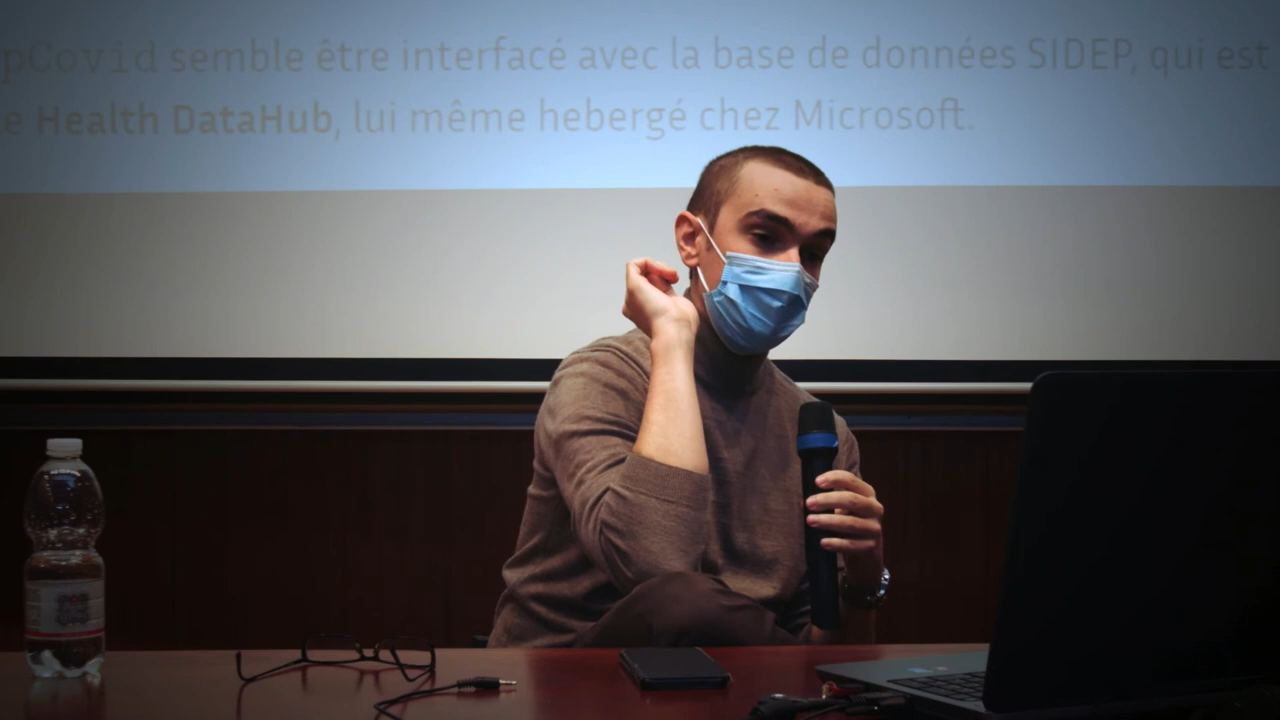 pCovid semble être interfacé avec la base de données SIDEP, qui est
e Health DataHub, lui même hebergé chez Microsoft.